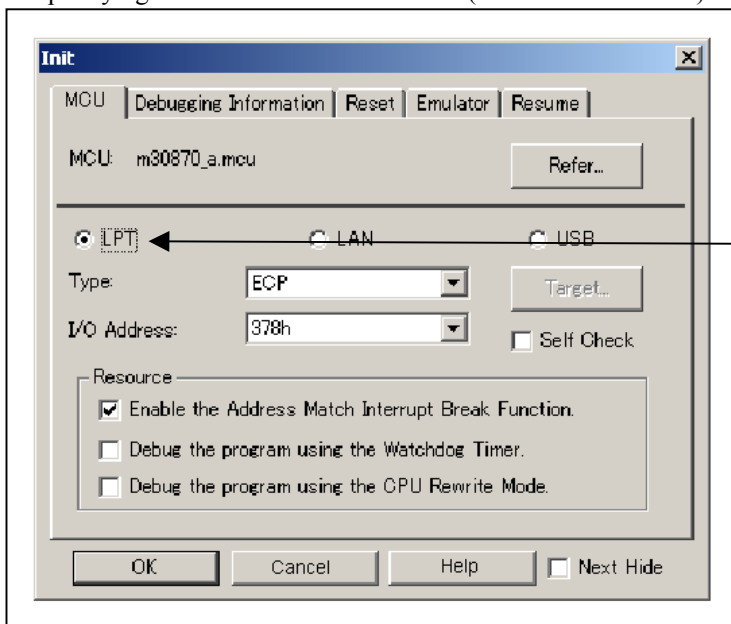 Init
MCU Debugging Information Reset Emulator Resume
MCU: m30870_a.mcu Refer...
LPT LAN USB
Type: ECP Target...
I/O Address: 378h Self Check
Resource
Enable the Address Match Interrupt Break Function.
Debug the program using the Watchdog Timer.
Debug the program using the CPU Rewrite Mode.
OK Cancel Help Next Hide